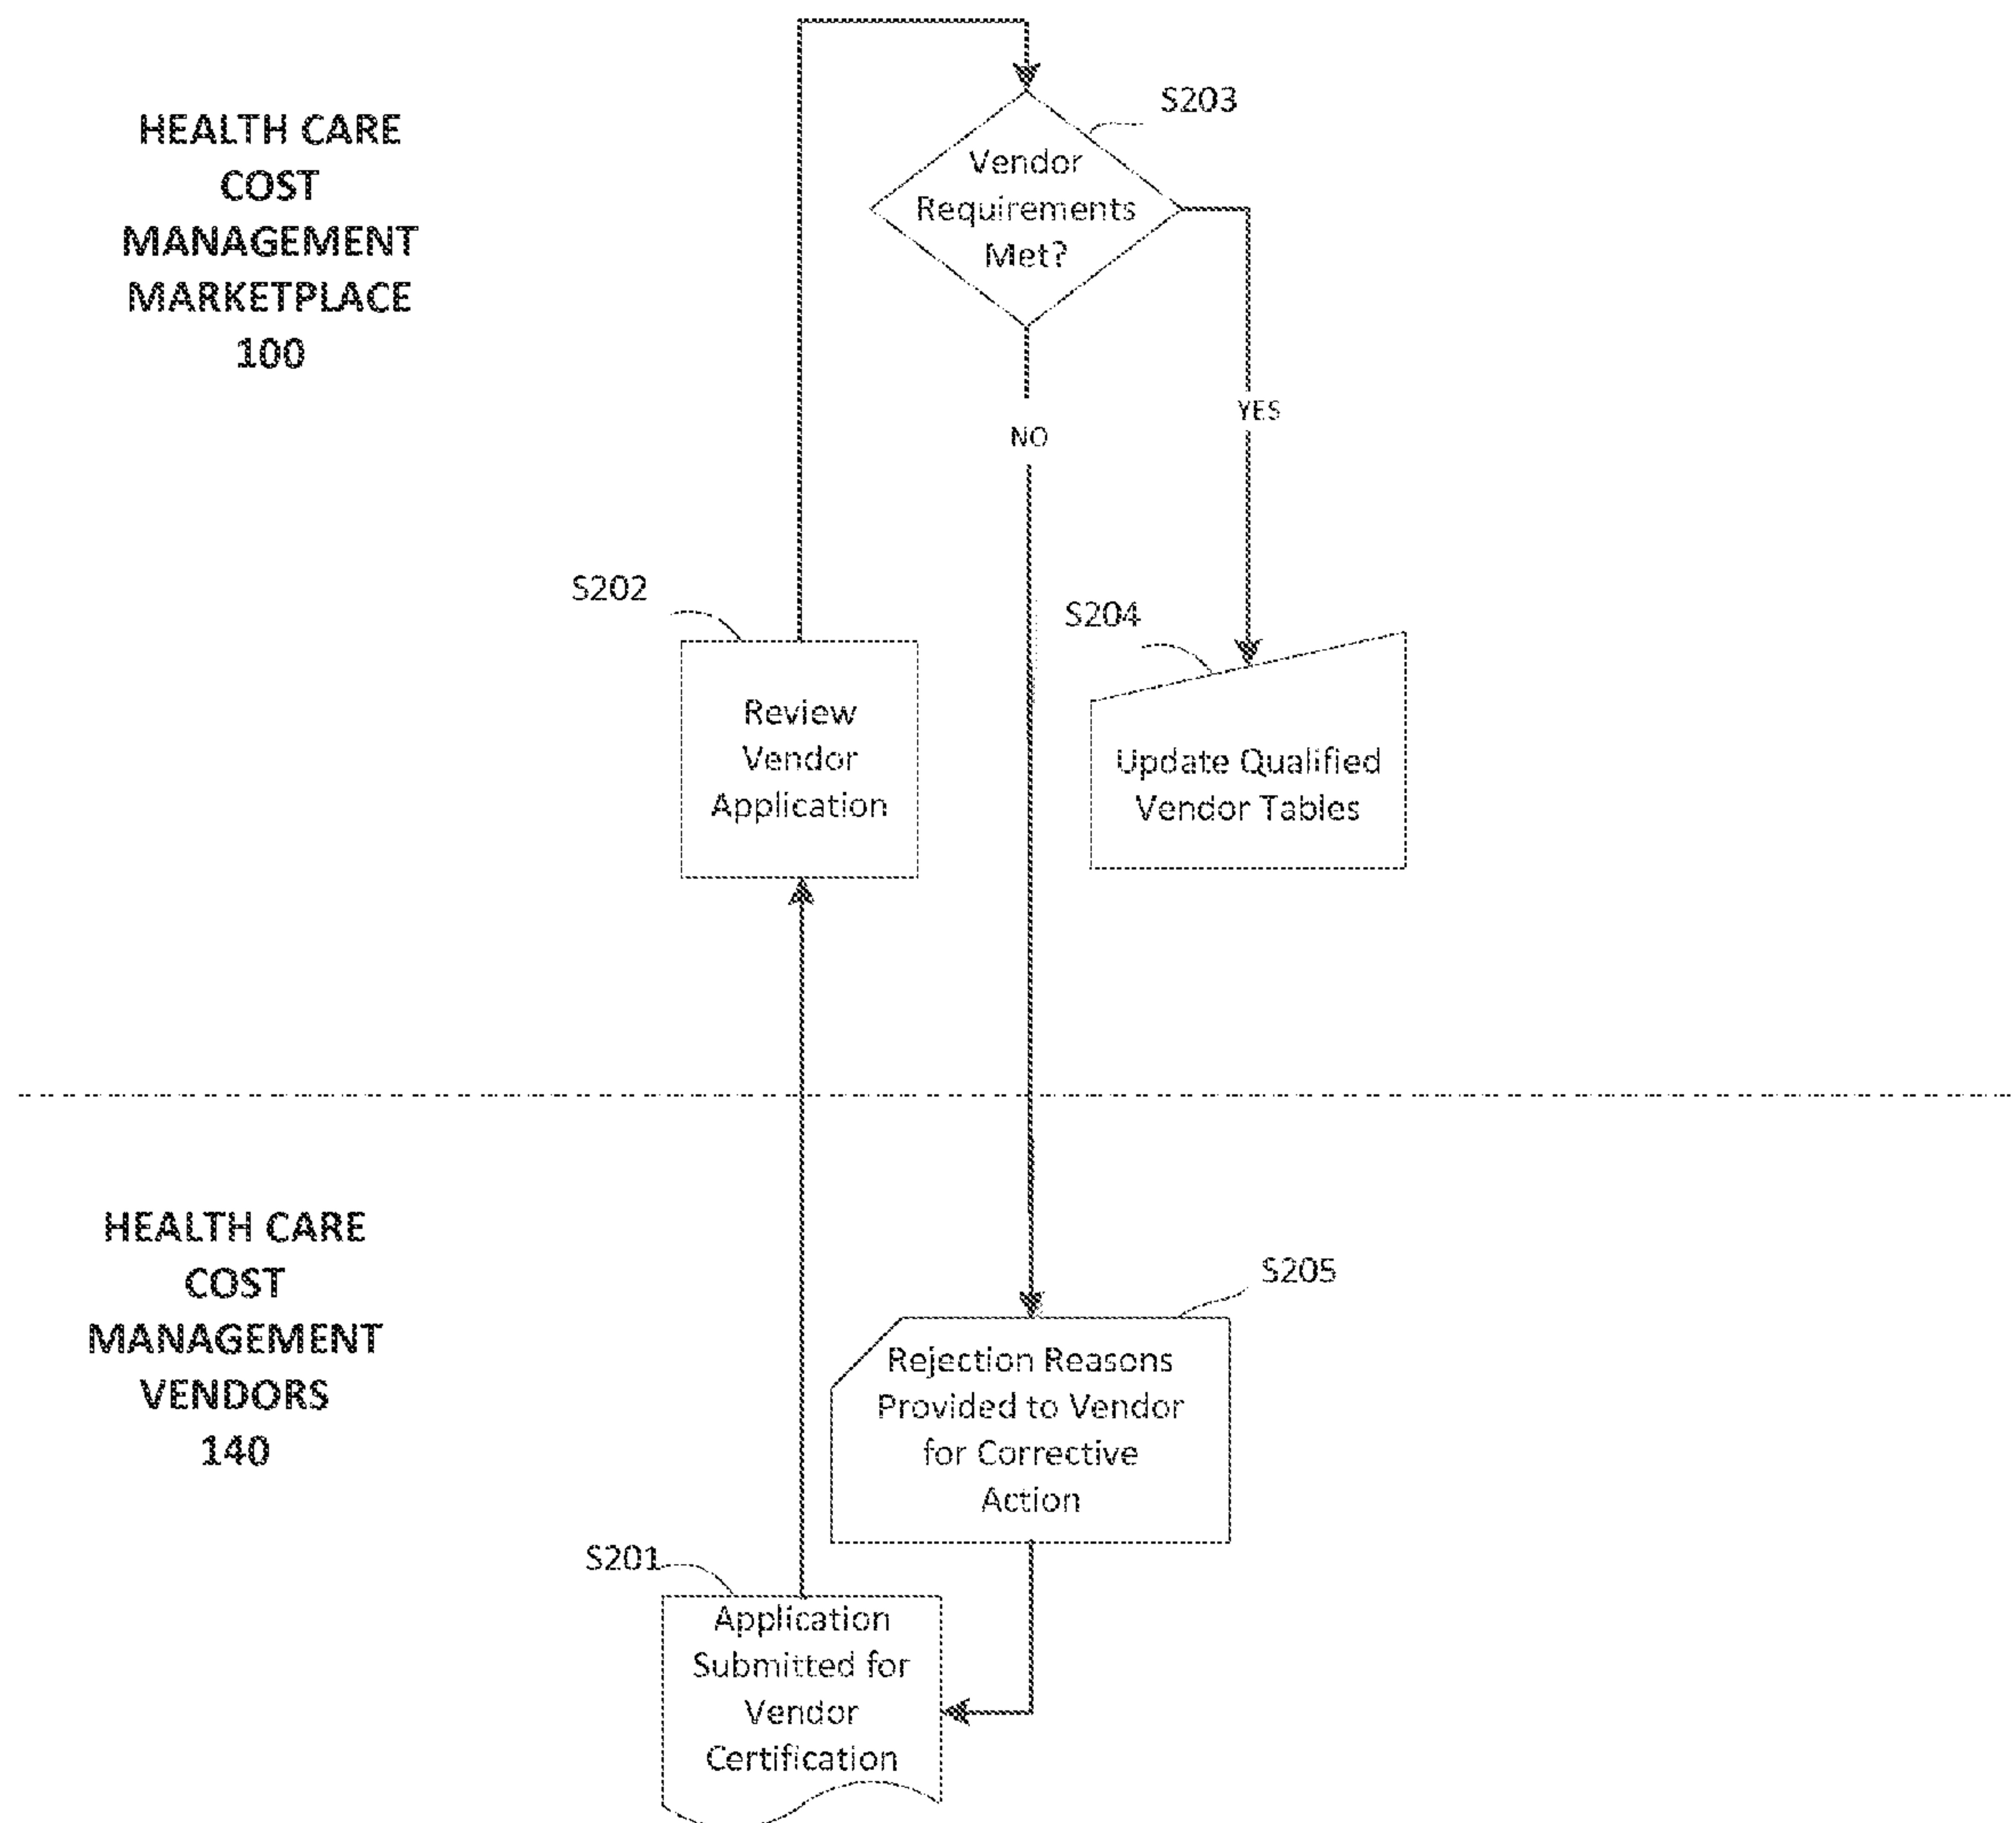 HEALTH CARE
COST
MANAGEMENT
MARKETPLACE
100
S203
Vendor
Requirements
Met?
YES
NO
S202
Review
Vendor
Application
S204
Update Qualified
Vendor Tables
HEALTH CARE
COST
MANAGEMENT
VENDORS
140
S205
Rejection Reasons
Provided to Vendor
for Corrective
Action
S201
Application
Submitted for
Vendor
Certification